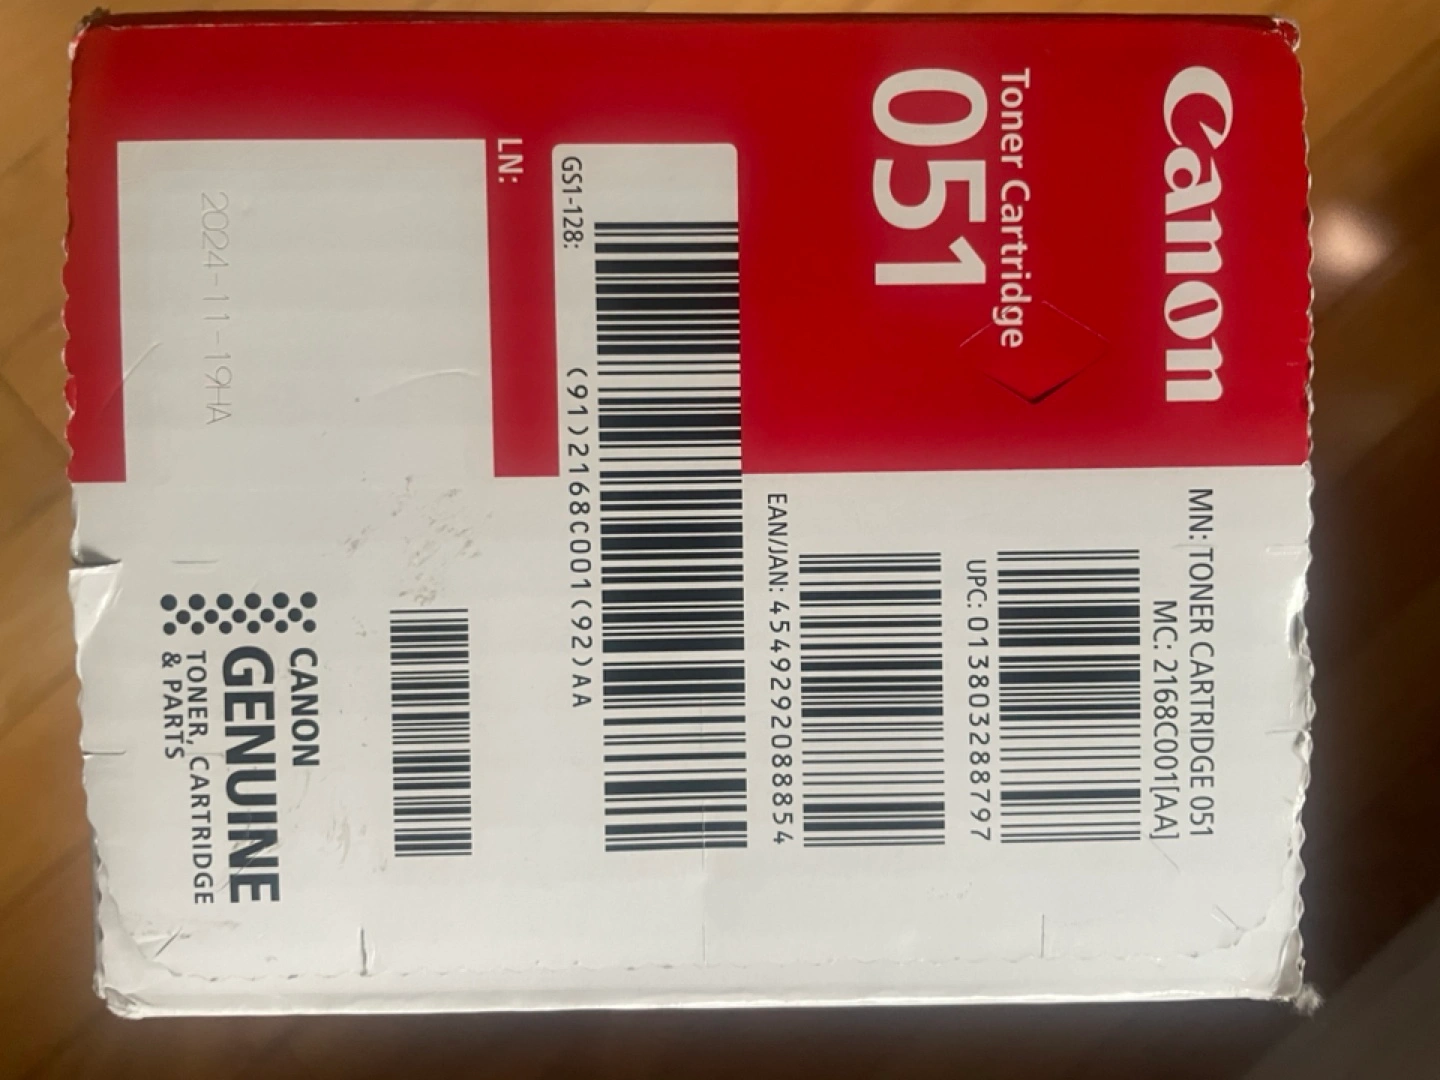 Canon
Toner Cartridge
051
MN: TONER CARTRIDGE 051
MC: 2168C001[AA]
UPC: 013803288797
EAN/JAN: 4549292088854
GS1-128:
(91)2168C001(92)AA
LN:
2024-11-19HA
CANON
GENUINE
TONER, CARTRIDGE
& PARTS